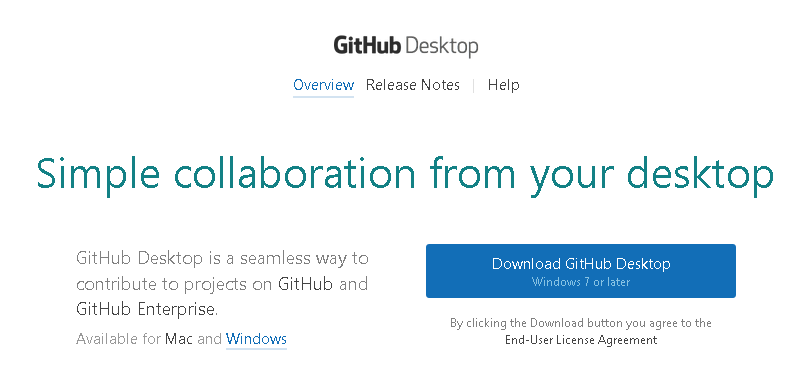 GitHub Desktop
Overview Release Notes | Help
Simple collaboration from your desktop
GitHub Desktop is a seamless way to
contribute to projects on GitHub and
GitHub Enterprise.
Available for Mac and Windows
Download GitHub Desktop
Windows 7 or later
By clicking the Download button you agree to the
End-User License Agreement